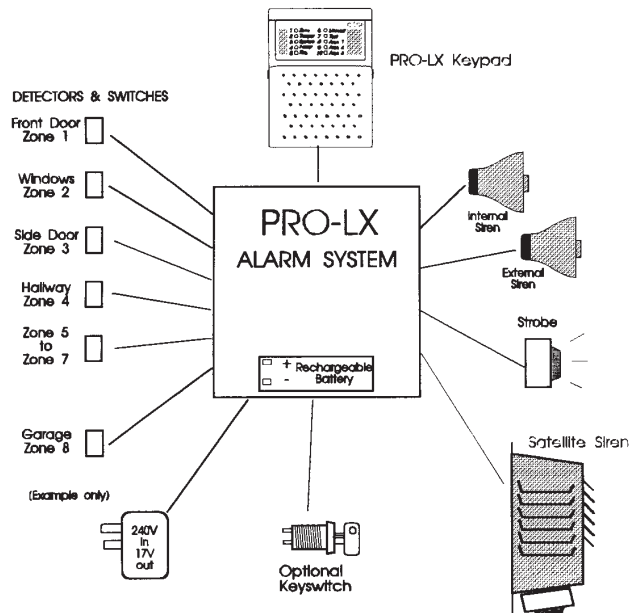 PRO-LX Keypad
DETECTORS & SWITCHES
Front Door
Zone 1
Windows
Zone 2
Side Door
Zone 3
Hallway
Zone 4
Zone 5
to
Zone 7
Garage
Zone 8
(Example only)
PRO-LX
ALARM SYSTEM
+ Rechargeable
- Battery
Internal
Siren
External
Siren
Strobe
Satellite Siren
240V
in
17V
out
Optional
Keyswitch